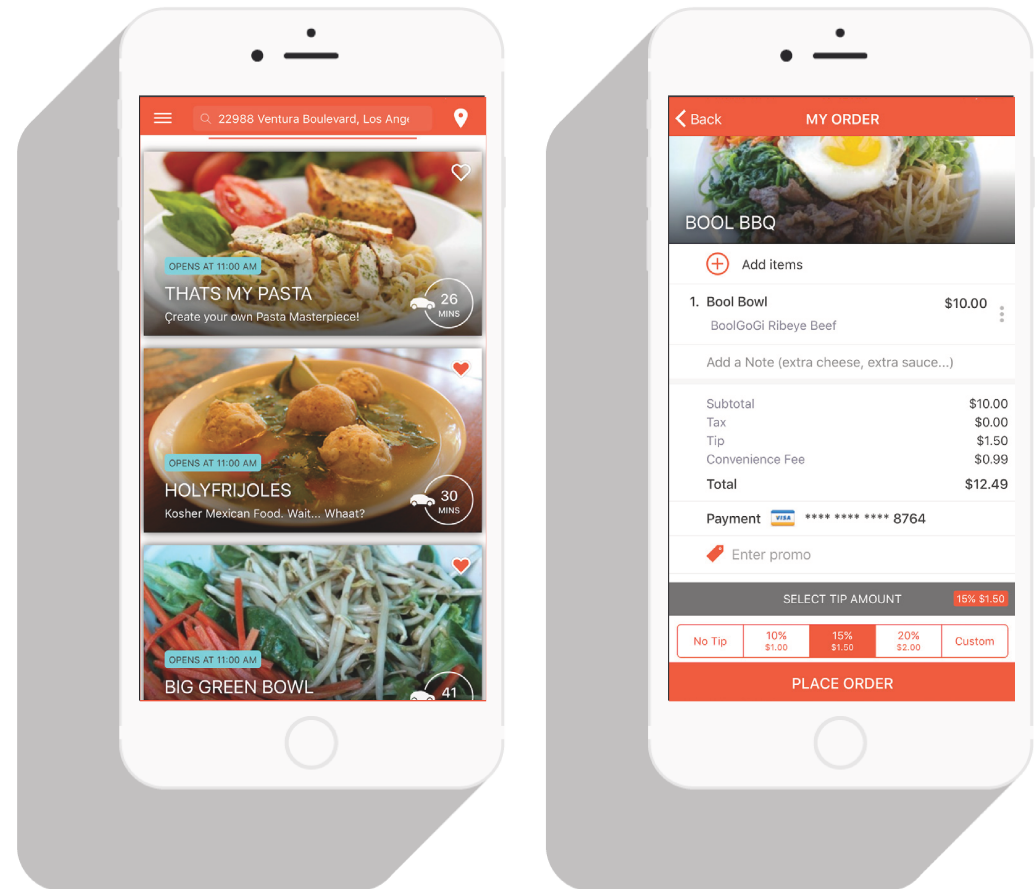 22988 Ventura Boulevard, Los Ange
OPENS AT 11:00 AM
THATS MY PASTA
Create your own Pasta Masterpiece!
26
MINS
OPENS AT 11:00 AM
HOLYFRIJOLES
Kosher Mexican Food. Wait... Whaat?
30
MINS
OPENS AT 11:00 AM
BIG GREEN BOWL
41
Back
MY ORDER
BOOL BBQ
Add items
1. Bool Bowl $10.00
BoolGoGi Ribeye Beef
Add a Note (extra cheese, extra sauce...)
Subtotal $10.00
Tax $0.00
Tip $1.50
Convenience Fee $0.99
Total $12.49
Payment VISA **** **** **** 8764
Enter promo
SELECT TIP AMOUNT 15% $1.50
No Tip 10% 15% 20% Custom
$1.00 $1.50 $2.00
PLACE ORDER